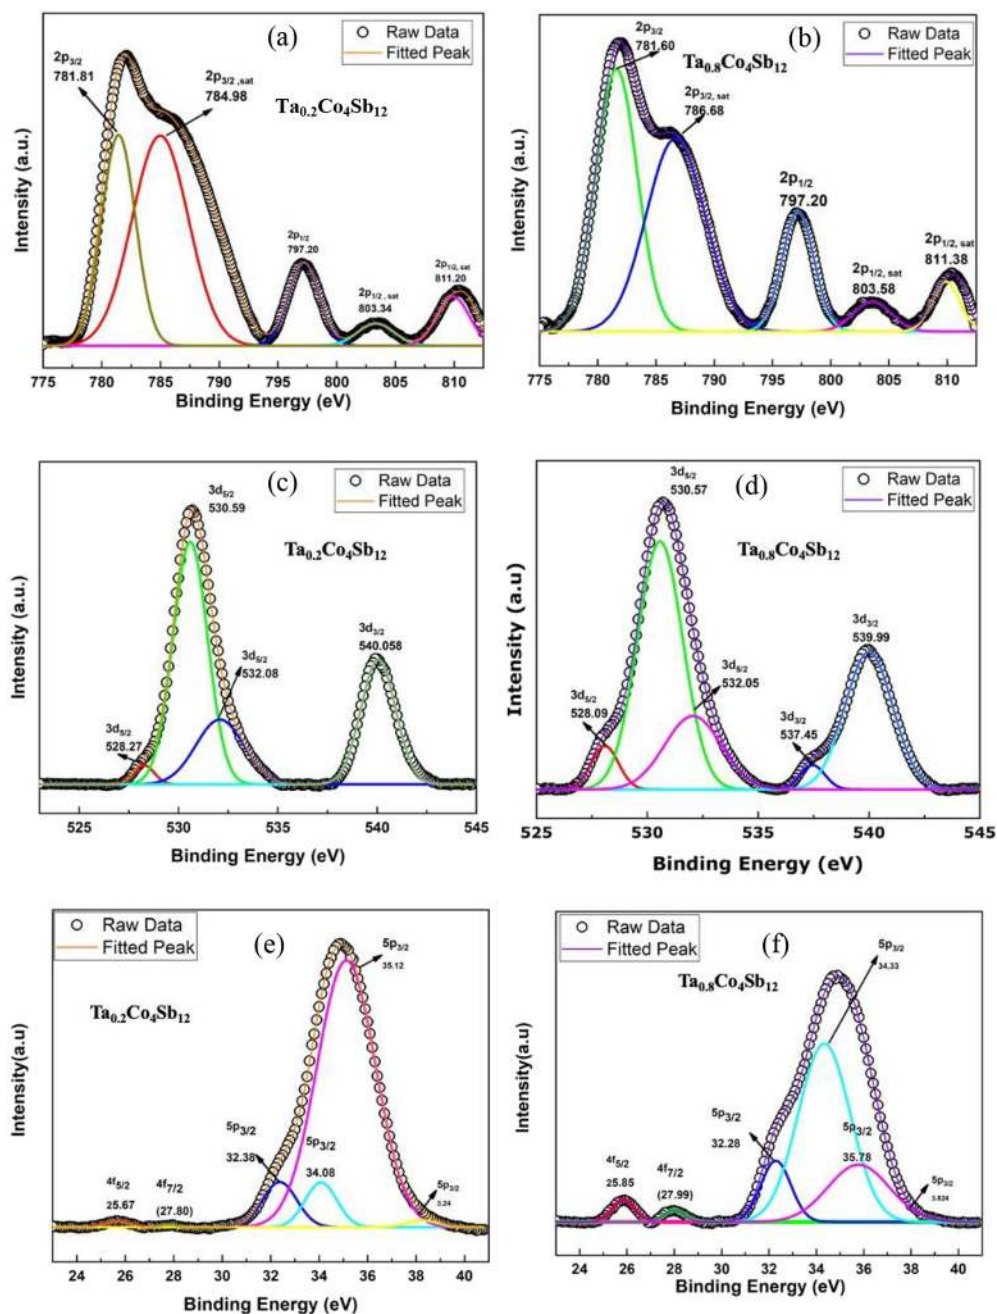 (a)
Raw Data
Fitted Peak
2p3/2
781.81
2p3/2 ,sat
784.98
Ta0.2Co4Sb12
2p1/2
797.20
2p1/2 ,sat
803.34
2p1/2, sat
811.20
Intensity (a.u.)
775 780 785 790 795 800 805 810
Binding Energy (eV)
(b)
Raw Data
Fitted Peak
2p3/2
781.60
Ta0.8Co4Sb12
2p3/2, sat
786.68
2p1/2
797.20
2p1/2, sat
803.58
2p1/2, sat
811.38
Intensity (a.u.)
775 780 785 790 795 800 805 810
Binding Energy (eV)
(c)
Raw Data
Fitted Peak
3d5/2
530.59
Ta0.2Co4Sb12
3d5/2
532.08
3d5/2
528.27
3d3/2
540.058
Intensity (a.u.)
525 530 535 540 545
Binding Energy (eV)
(d)
Raw Data
Fitted Peak
3d5/2
530.57
Ta0.8Co4Sb12
3d5/2
532.05
3d5/2
528.09
3d3/2
537.45
3d3/2
539.99
Intensity (a.u)
525 530 535 540 545
Binding Energy (eV)
(e)
Raw Data
Fitted Peak
5p3/2
35.12
Ta0.2Co4Sb12
5p3/2
32.38
5p3/2
34.08
4f5/2
25.67
4f7/2
(27.80)
5p3/2
3.24
Intensity(a.u)
24 26 28 30 32 34 36 38 40
Binding Energy (eV)
(f)
Raw Data
Fitted Peak
5p3/2
34.33
Ta0.8Co4Sb12
5p3/2
32.28
5p3/2
35.78
4f5/2
25.85
4f7/2
(27.99)
5p3/2
3.824
Intensity(a.u)
24 26 28 30 32 34 36 38 40
Binding Energy (eV)